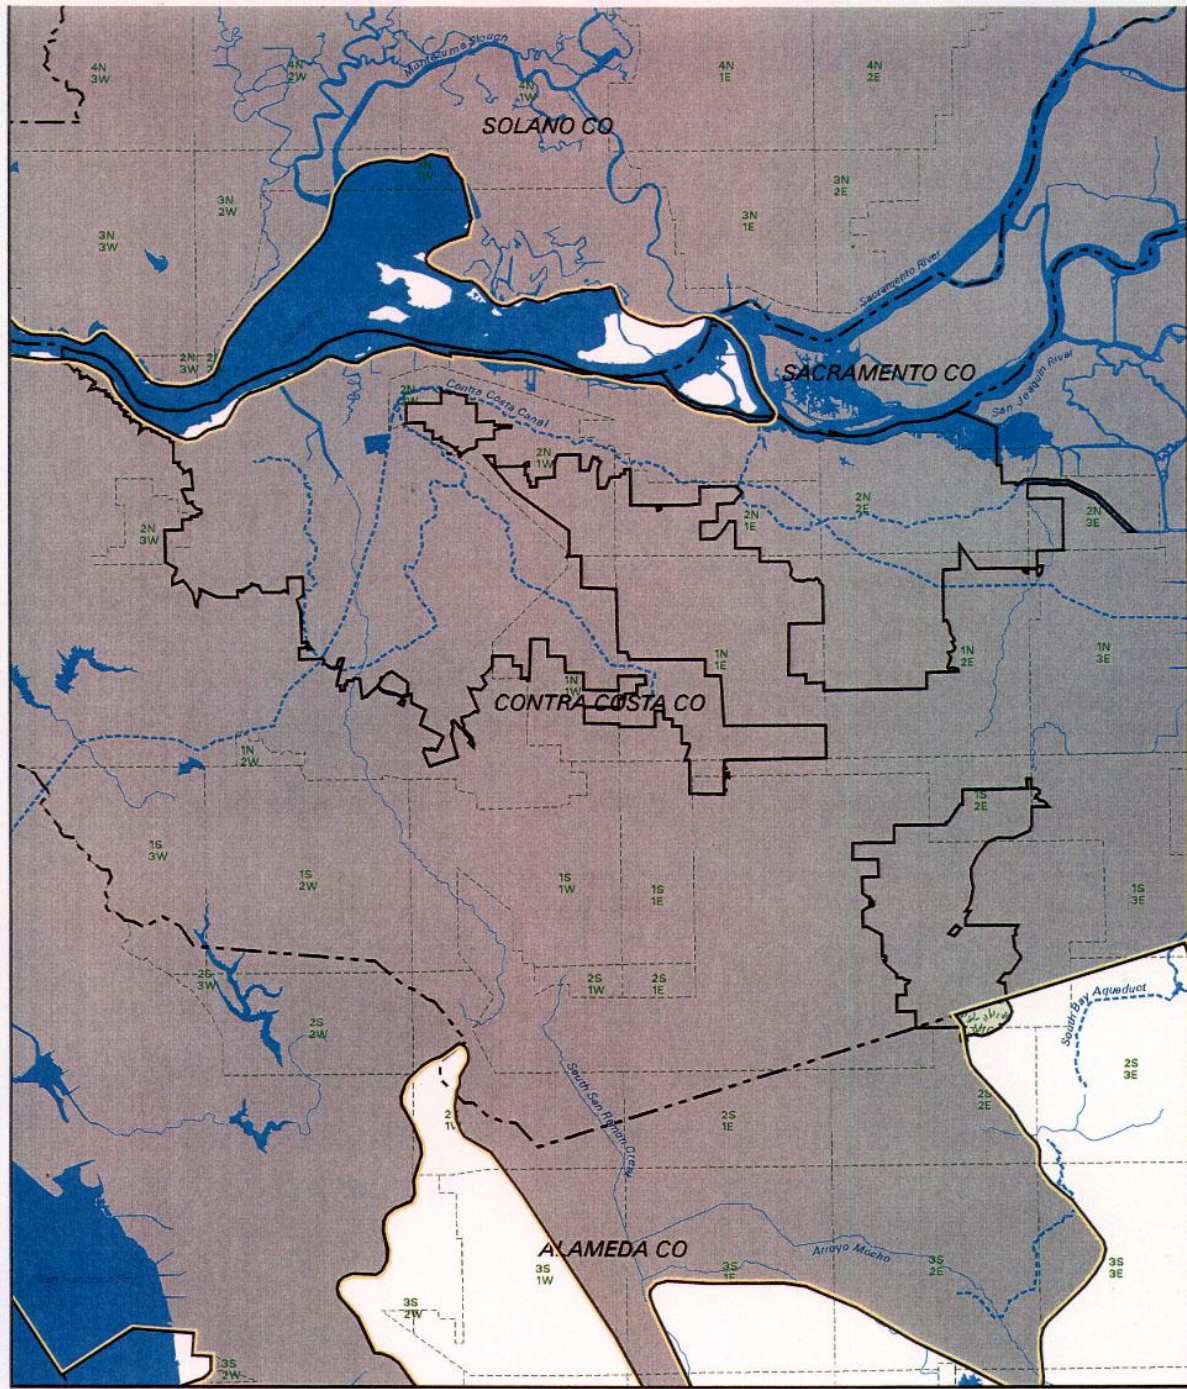 4N
3W
4N
2W
Montezuma Slough
4N
1W
4N
1E
4N
2E
SOLANO CO
1W
3N
2E
3N
2W
3N
1E
3N
3W
Sacramento River
2N
3W
SACRAMENTO CO
San Joaquin River
2N
Contra Costa Canal
2N
1W
2N
2E
2N
1E
2N
3E
2N
3W
1N
1E
1N
2E
1N
3E
1N
1W
CONTRA COSTA CO
1N
2W
1S
2E
1S
3W
1S
2W
1S
1W
1S
1E
1S
3E
2S
3W
2S
1W
2S
1E
South Bay Aqueduct
2S
2W
2S
3E
2S
2E
South San Ramon Creek
2S
1E
ALAMEDA CO
Arroyo Mocho
3S
1W
3S
1E
3S
2E
3S
3E
San Francisco Bay
3S
2W
3S
2W